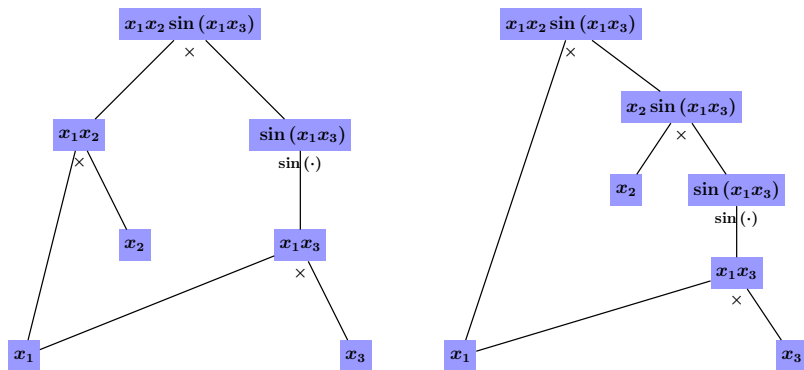 x₁x₂ sin (x₁x₃)
×
x₁x₂
×
sin (x₁x₃)
sin (·)
x₂
x₁x₃
×
x₁
x₃
x₁x₂ sin (x₁x₃)
×
x₂ sin (x₁x₃)
×
x₂
sin (x₁x₃)
sin (·)
x₁x₃
×
x₁
x₃